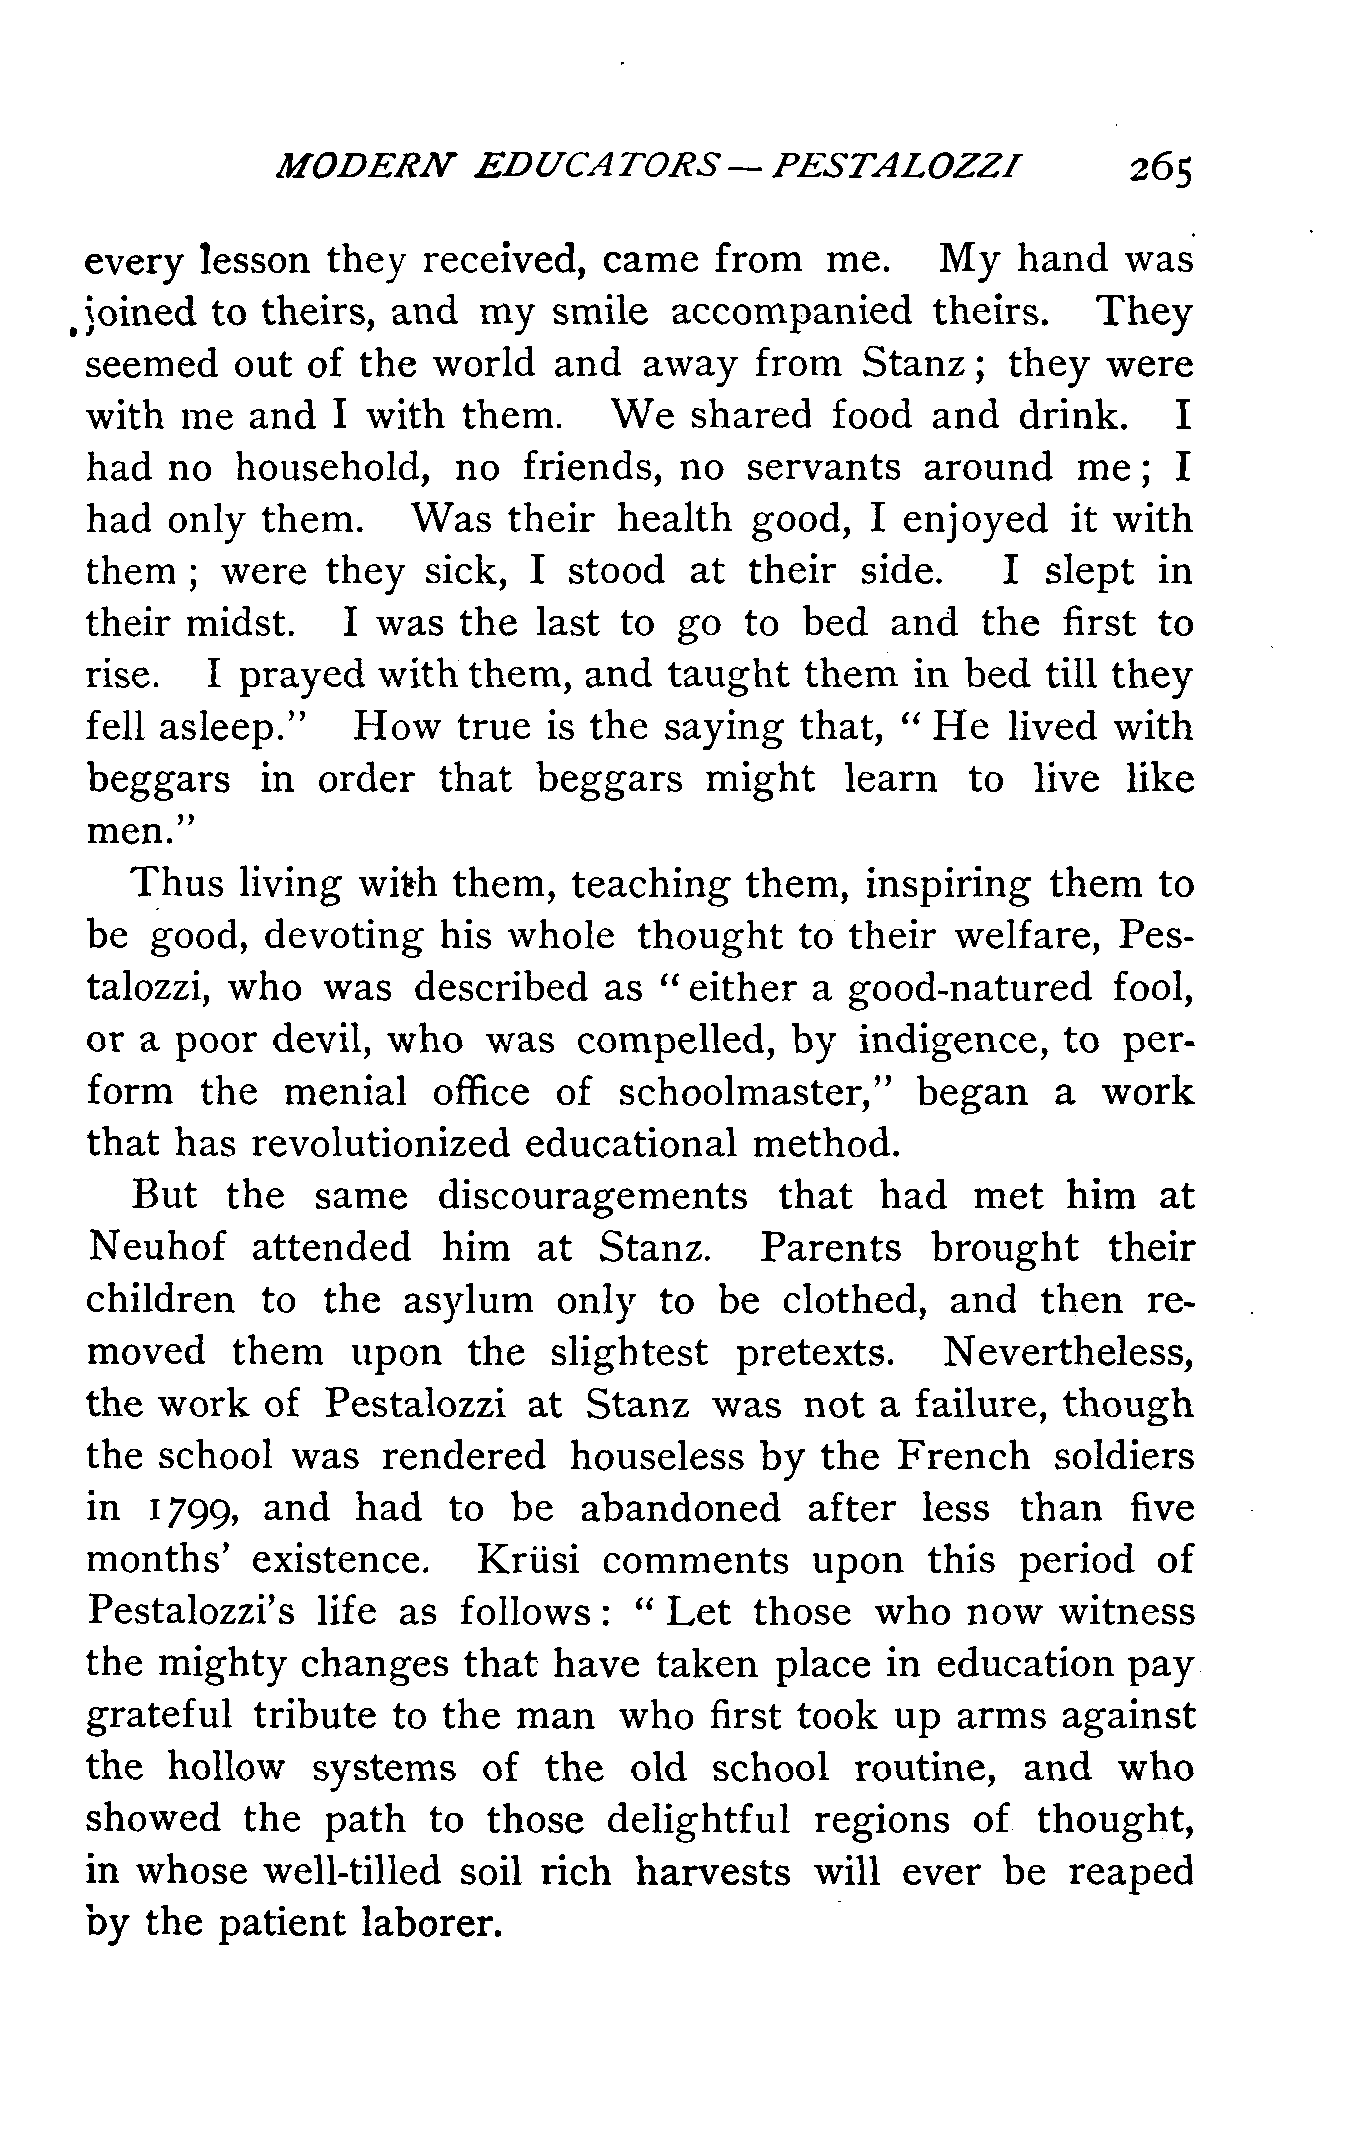 MODERN EDUCATORS — PESTALOZZI 265
every lesson they received, came from me. My hand was
joined to theirs, and my smile accompanied theirs. They
seemed out of the world and away from Stanz; they were
with me and I with them. We shared food and drink. I
had no household, no friends, no servants around me; I
had only them. Was their health good, I enjoyed it with
them; were they sick, I stood at their side. I slept in
their midst. I was the last to go to bed and the first to
rise. I prayed with them, and taught them in bed till they
fell asleep." How true is the saying that, "He lived with
beggars in order that beggars might learn to live like
men."
Thus living with them, teaching them, inspiring them to
be good, devoting his whole thought to their welfare, Pes-
talozzi, who was described as "either a good-natured fool,
or a poor devil, who was compelled, by indigence, to per-
form the menial office of schoolmaster," began a work
that has revolutionized educational method.
But the same discouragements that had met him at
Neuhof attended him at Stanz. Parents brought their
children to the asylum only to be clothed, and then re-
moved them upon the slightest pretexts. Nevertheless,
the work of Pestalozzi at Stanz was not a failure, though
the school was rendered houseless by the French soldiers
in 1799, and had to be abandoned after less than five
months' existence. Krüsi comments upon this period of
Pestalozzi's life as follows: "Let those who now witness
the mighty changes that have taken place in education pay
grateful tribute to the man who first took up arms against
the hollow systems of the old school routine, and who
showed the path to those delightful regions of thought,
in whose well-tilled soil rich harvests will ever be reaped
by the patient laborer.